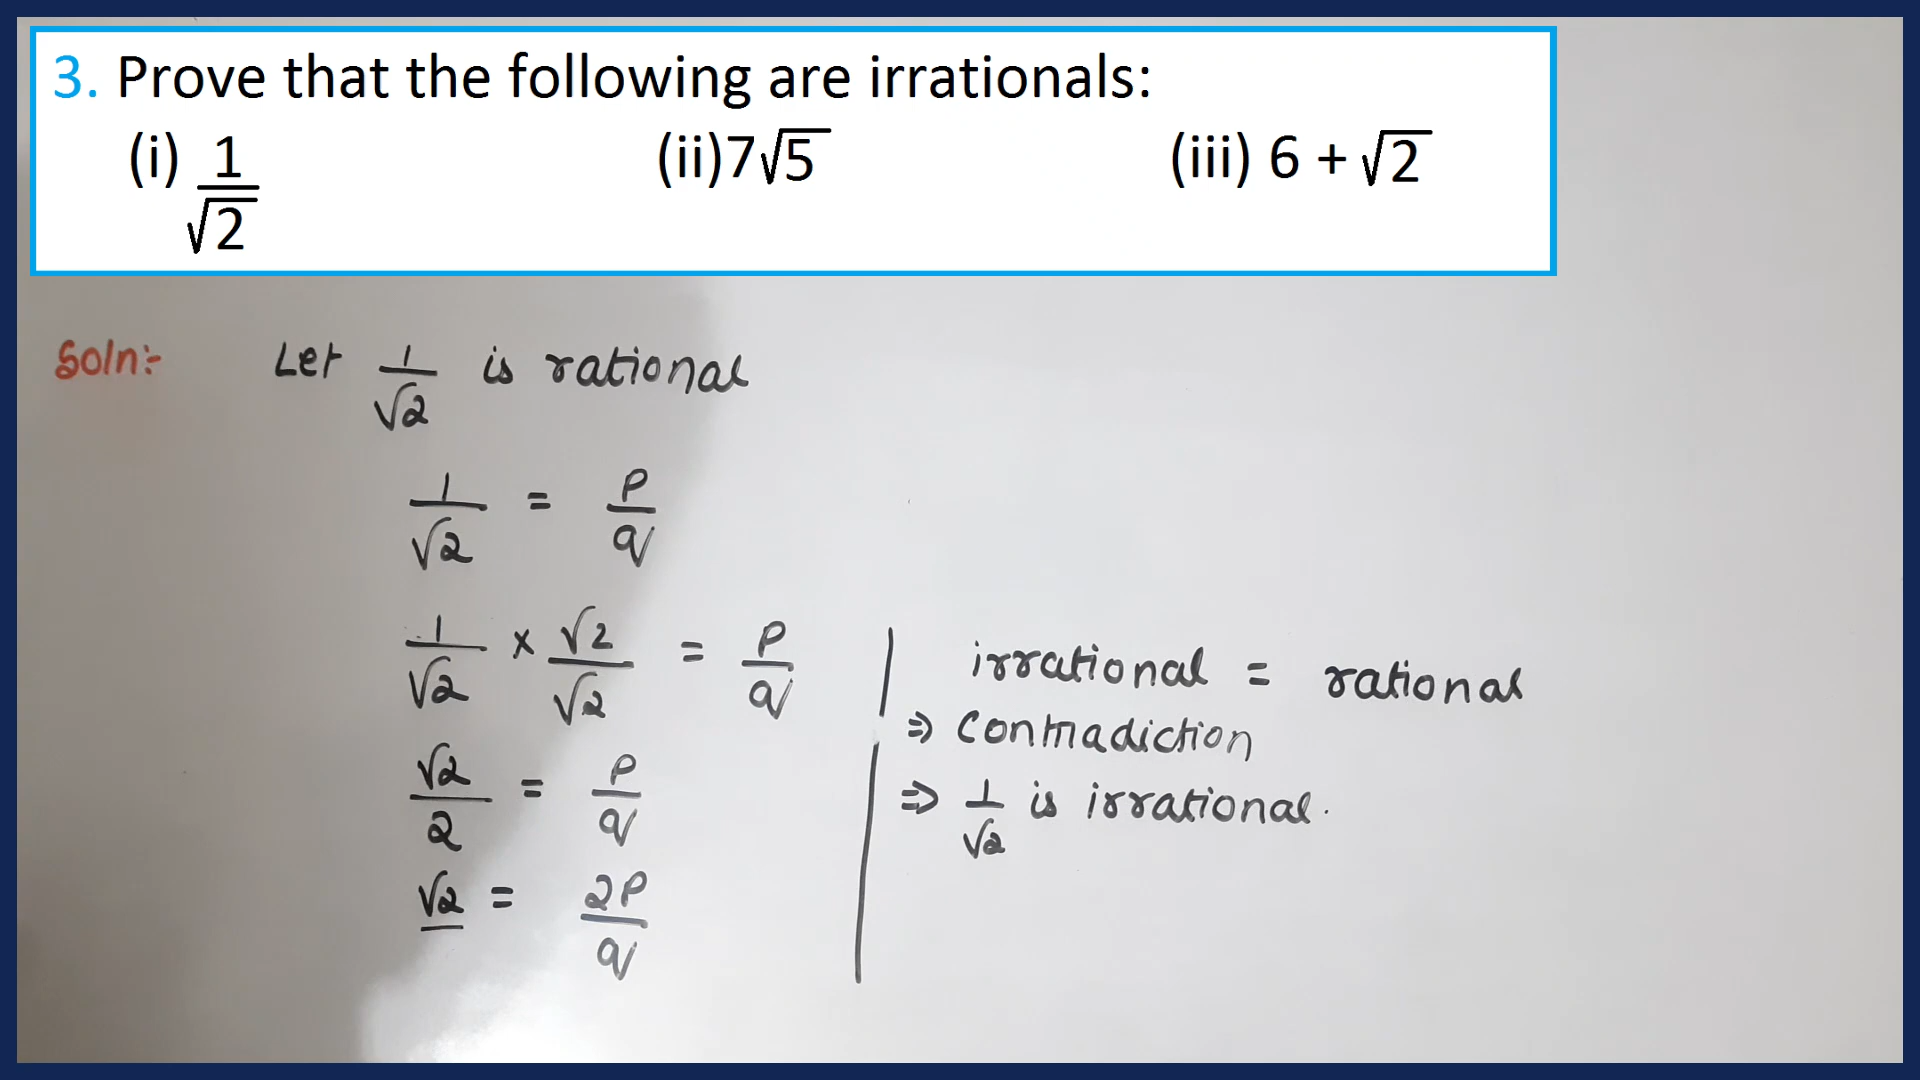 3. Prove that the following are irrationals:
(i) 1/√2 (ii)7√5 (iii) 6 + √2
Soln:- Let 1/√2 is rational
1/√2 = P/q
1/√2 × √2/√2 = P/q
√2/2 = P/q
√2 = 2P/q
irrational = rational
⇒ Contradiction
⇒ 1/√2 is irrational.